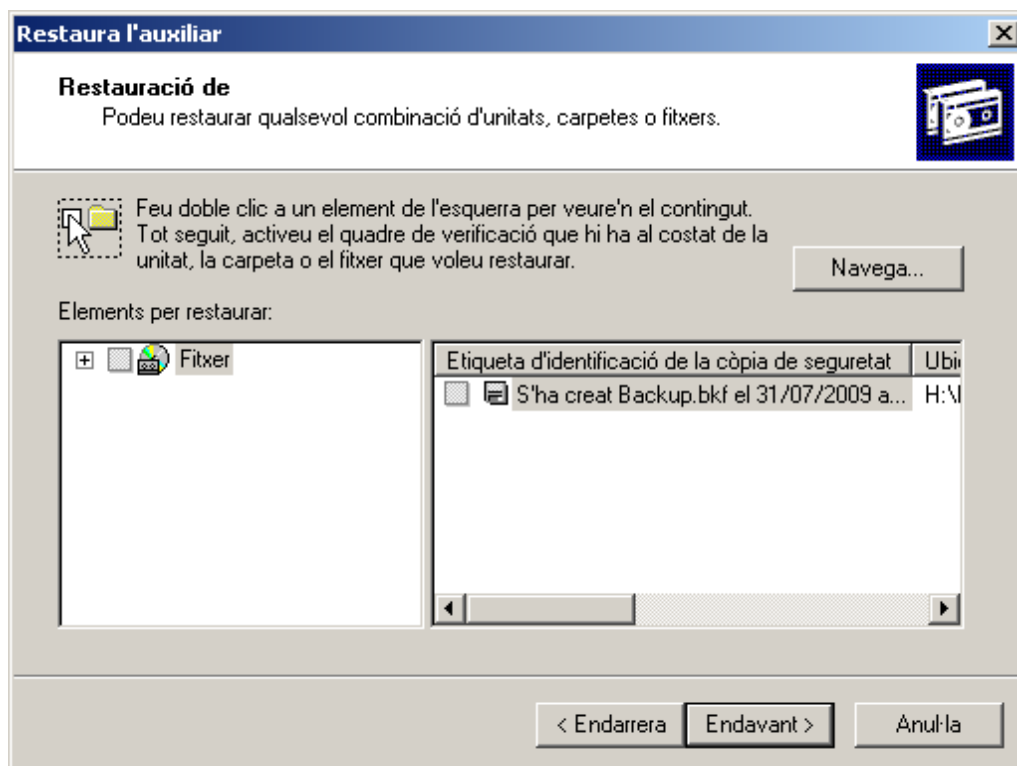 Restaura l'auxiliar
Restauració de
Podeu restaurar qualsevol combinació d'unitats, carpetes o fitxers.
Feu doble clic a un element de l'esquerra per veure'n el contingut.
Tot seguit, activeu el quadre de verificació que hi ha al costat de la
unitat, la carpeta o el fitxer que voleu restaurar.
Navega...
Elements per restaurar:
Fitxer
Etiqueta d'identificació de la còpia de seguretat
S'ha creat Backup.bkf el 31/07/2009 a... H:\
< Endarrera Endavant > Anul·la